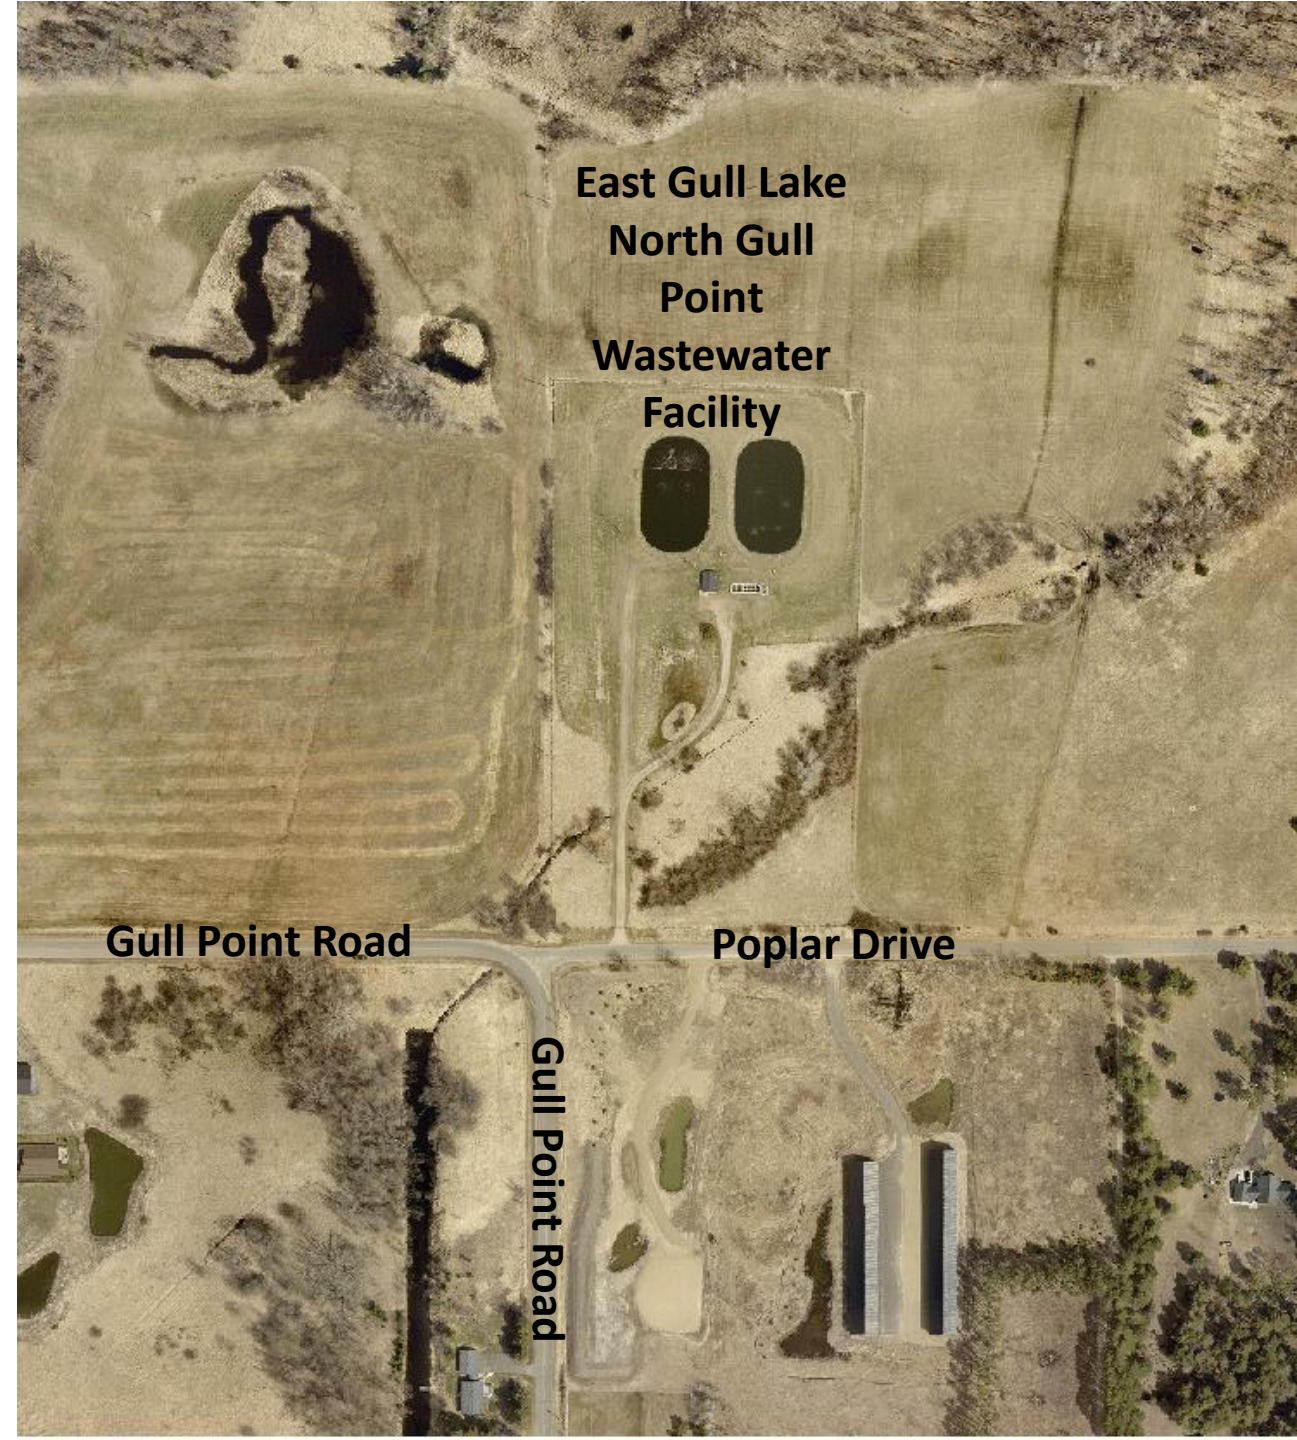 East Gull Lake
North Gull
Point
Wastewater
Facility
Gull Point Road
Poplar Drive
Gull Point Road